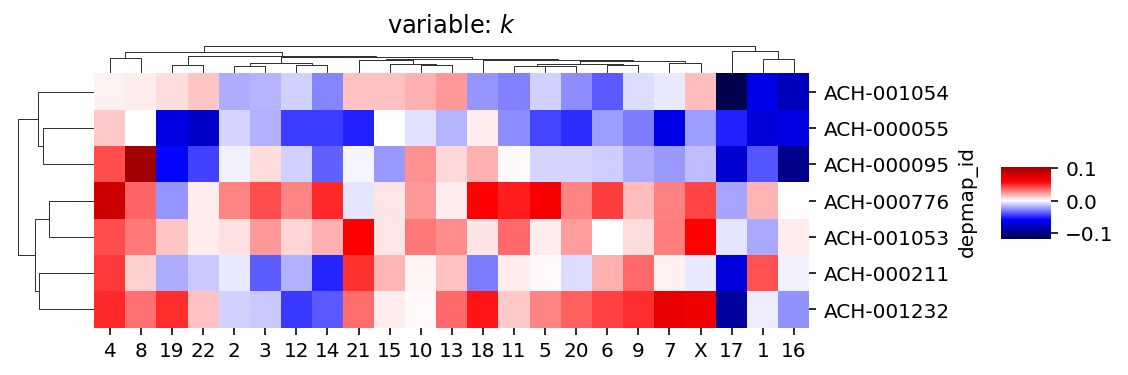 variable: k
ACH-001054
ACH-000055
ACH-000095
ACH-000776
ACH-001053
ACH-000211
ACH-001232
depmap_id
0.1
0.0
−0.1
4 8 19 22 2 3 12 14 21 15 10 13 18 11 5 20 6 9 7 X 17 1 16